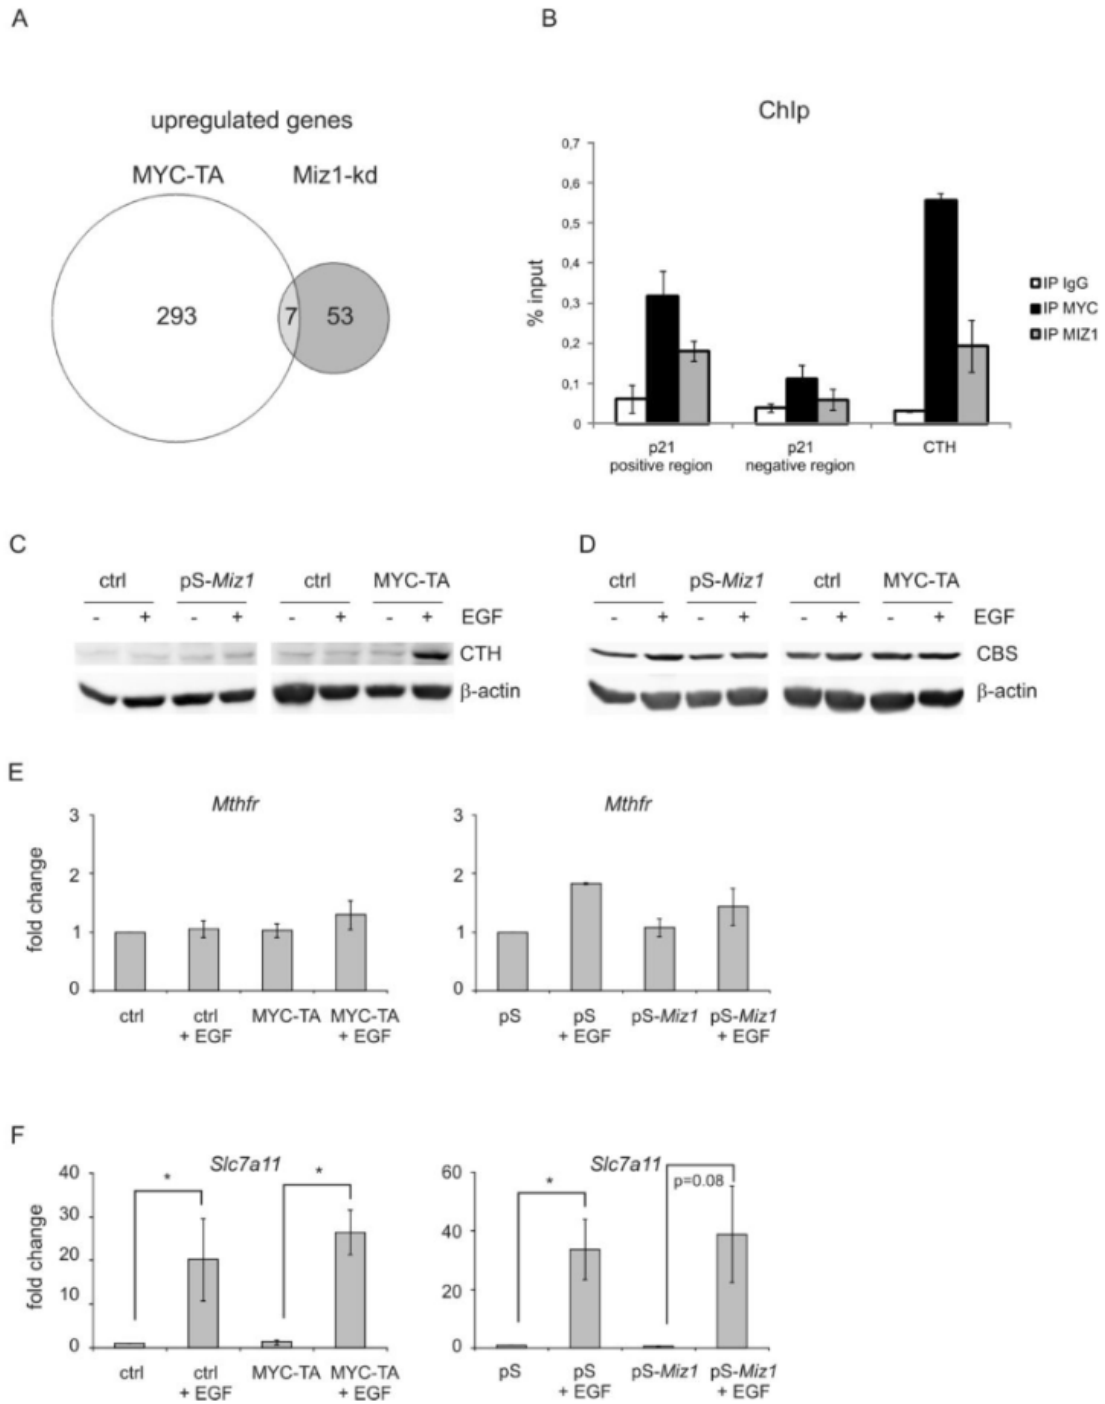 A
upregulated genes
MYC-TA
Miz1-kd
293
7
53
B
ChIp
% input
0,7
0,6
0,5
0,4
0,3
0,2
0,1
0
p21
positive region
p21
negative region
CTH
IP IgG
IP MYC
IP MIZ1
C
ctrl pS-Miz1 ctrl MYC-TA
- + - + - + - + EGF
CTH
β-actin
D
ctrl pS-Miz1 ctrl MYC-TA
- + - + - + - + EGF
CBS
β-actin
E
Mthfr
fold change
3
2
1
0
ctrl ctrl MYC-TA MYC-TA
+ EGF + EGF
Mthfr
3
2
1
0
pS pS pS-Miz1 pS-Miz1
+ EGF + EGF
F
Slc7a11
fold change
40
30
20
10
0
* *
ctrl ctrl MYC-TA MYC-TA
+ EGF + EGF
Slc7a11
60
40
20
0
* p=0.08
pS pS pS-Miz1 pS-Miz1
+ EGF + EGF